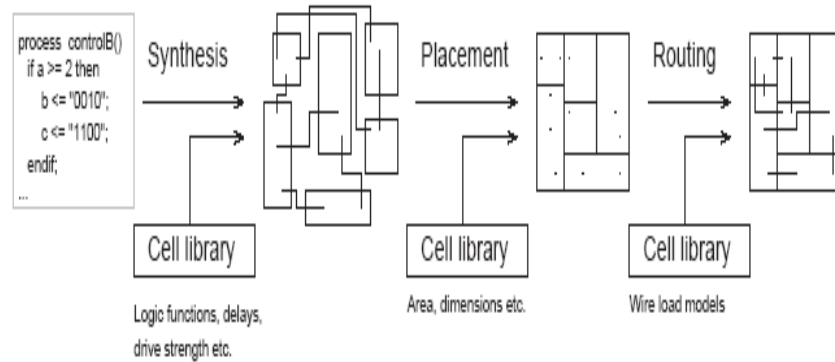 process controlB()
if a >= 2 then
b <= "0010";
c <= "1100";
endif;
...
Synthesis
Placement
Routing
Cell library
Cell library
Cell library
Logic functions, delays,
drive strength etc.
Area, dimensions etc.
Wire load models